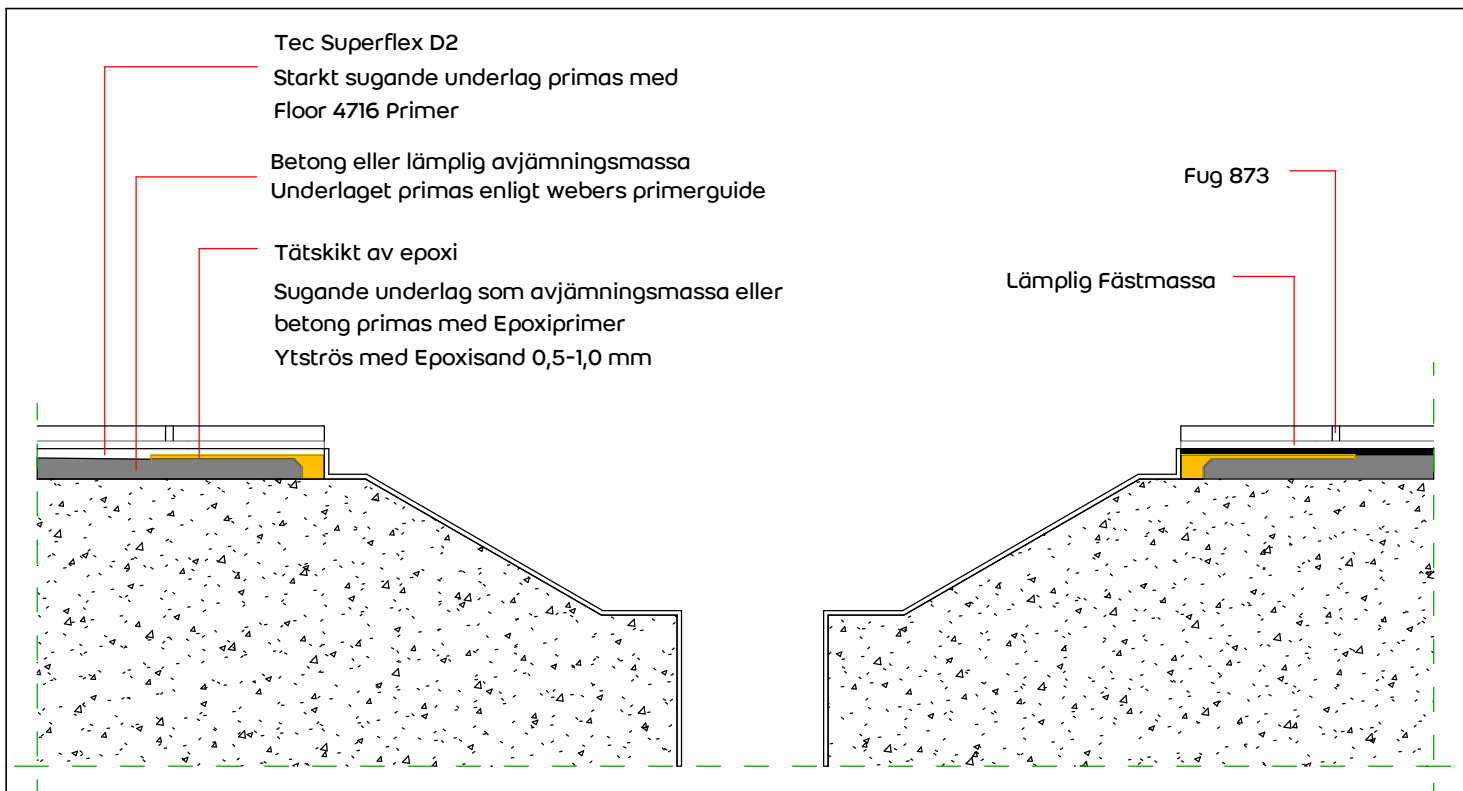 Tec Superflex D2
Starkt sugande underlag primas med
Floor 4716 Primer
Betong eller lämplig avjämningsmassa
Underlaget primas enligt webers primerguide
Tätskikt av epoxi
Sugande underlag som avjämningsmassa eller
betong primas med Epoxiprimer
Ytströs med Epoxisand 0,5-1,0 mm
Fug 873
Lämplig Fästmassa